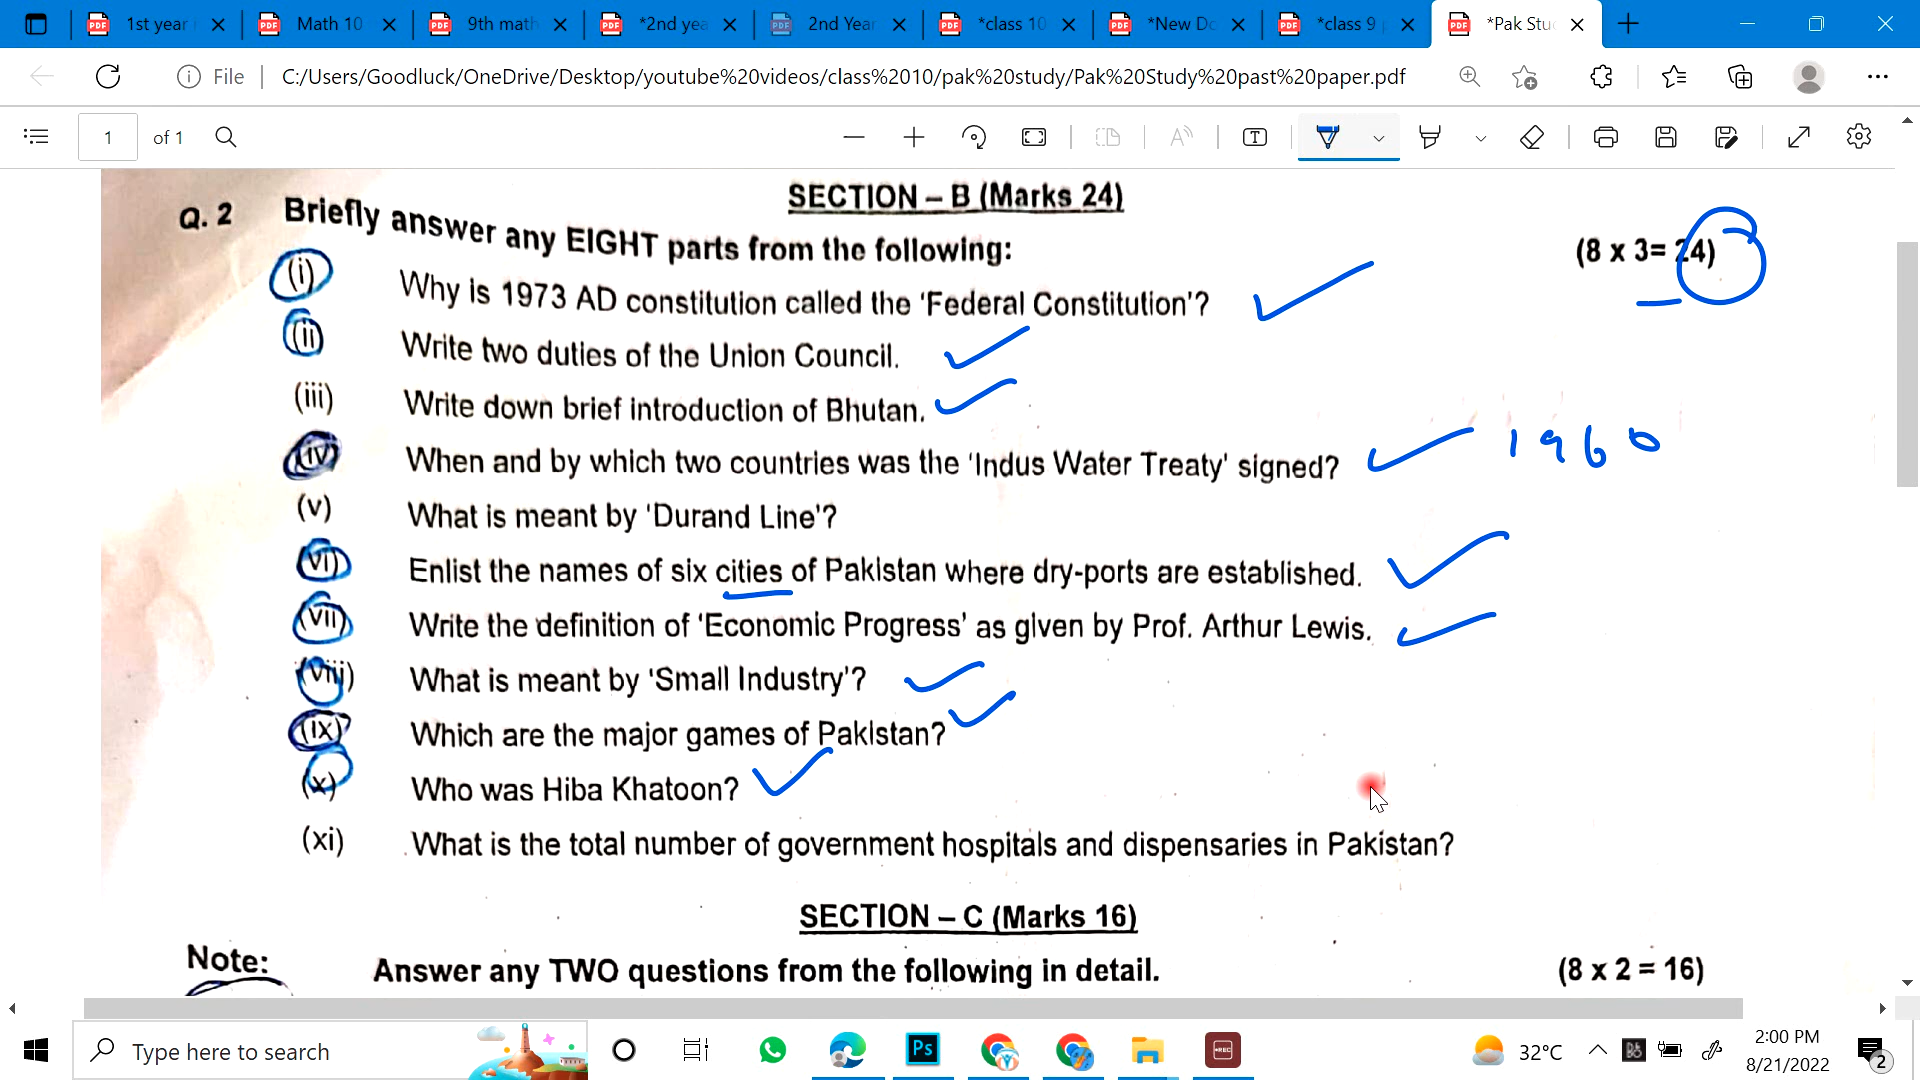 1st year
Math 10
9th math
*2nd yea
2nd Year
*class 10
*New Do
*class 9 p
*Pak Stu
File
C:/Users/Goodluck/OneDrive/Desktop/youtube%20videos/class%2010/pak%20study/Pak%20Study%20past%20paper.pdf
1 of 1
SECTION – B (Marks 24)
Q. 2 Briefly answer any EIGHT parts from the following: (8 x 3= 24)
(i) Why is 1973 AD constitution called the ‘Federal Constitution’?
(ii) Write two duties of the Union Council.
(iii) Write down brief introduction of Bhutan.
(iv) When and by which two countries was the ‘Indus Water Treaty’ signed? 1960
(v) What is meant by ‘Durand Line’?
(vi) Enlist the names of six cities of Pakistan where dry-ports are established.
(vii) Write the definition of ‘Economic Progress’ as given by Prof. Arthur Lewis.
(viii) What is meant by ‘Small Industry’?
(ix) Which are the major games of Pakistan?
(x) Who was Hiba Khatoon?
(xi) What is the total number of government hospitals and dispensaries in Pakistan?
SECTION – C (Marks 16)
Note: Answer any TWO questions from the following in detail. (8 x 2 = 16)
Type here to search
Ps
REC
32°C
2:00 PM
8/21/2022
2